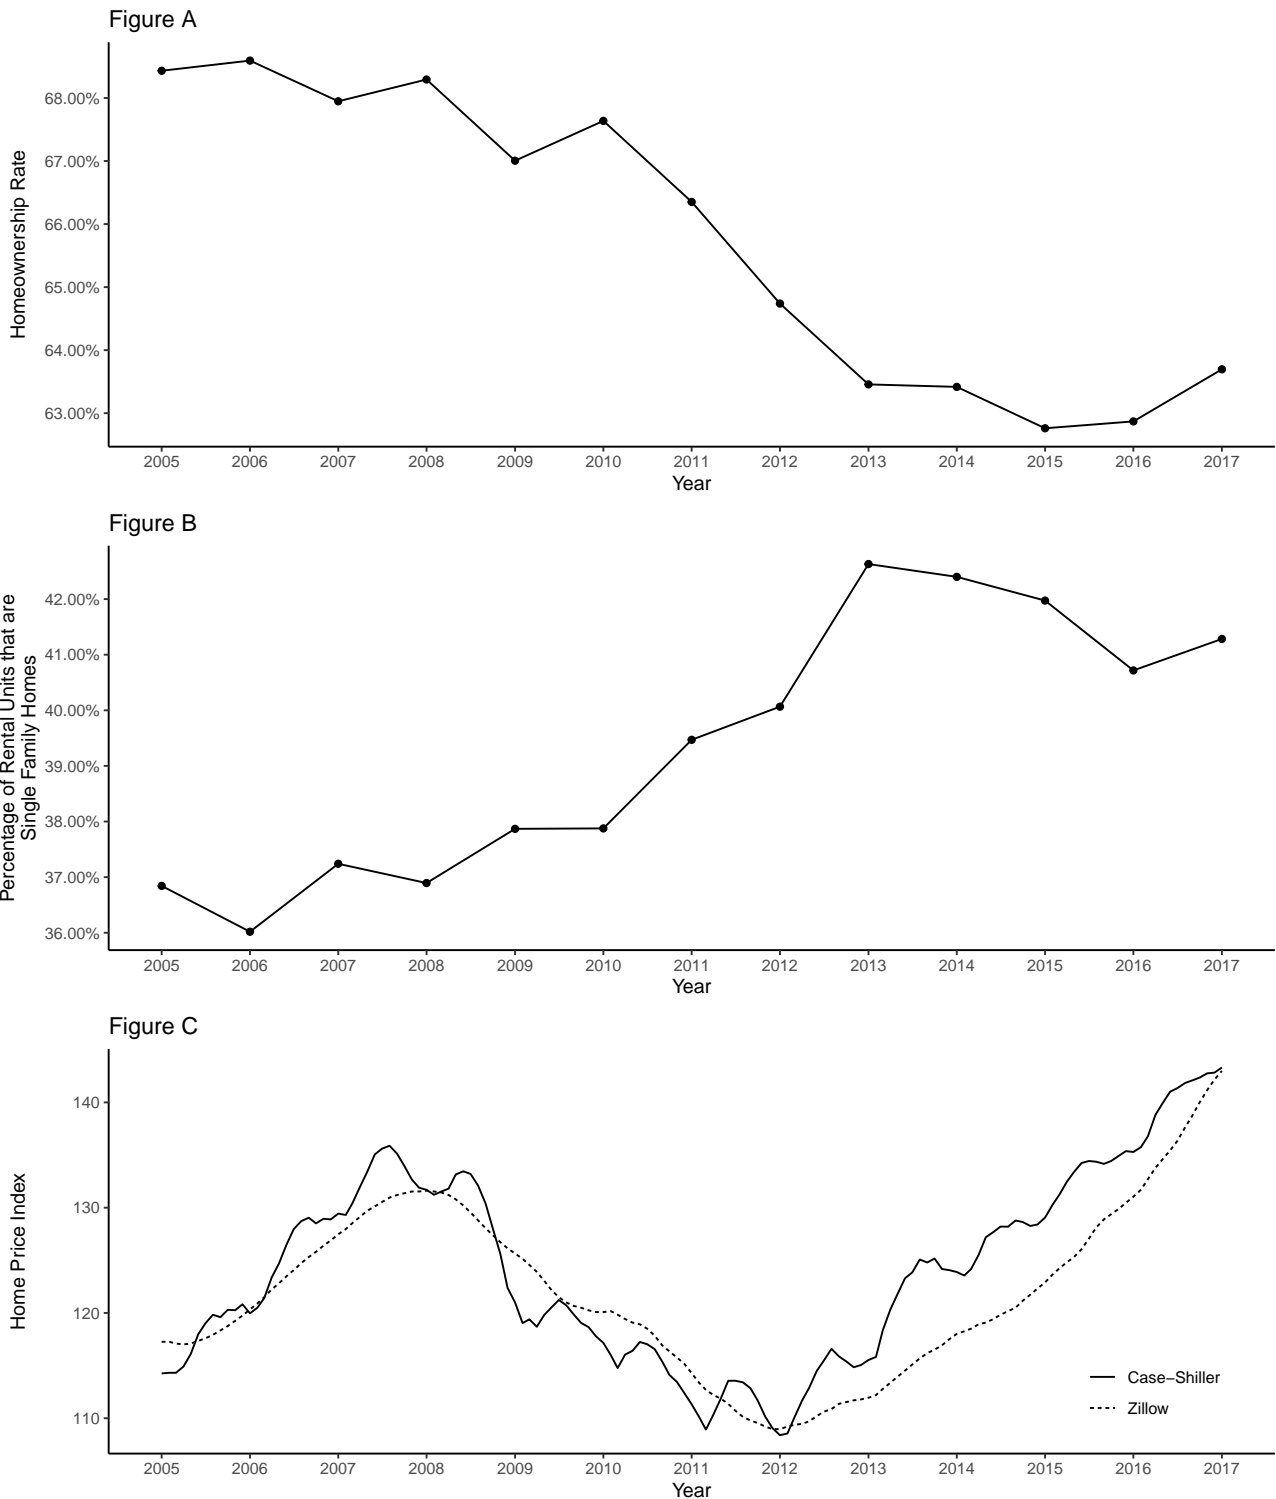 Figure A
Homeownership Rate
68.00%
67.00%
66.00%
65.00%
64.00%
63.00%
2005 2006 2007 2008 2009 2010 2011 2012 2013 2014 2015 2016 2017
Year
Figure B
Percentage of Rental Units that are
Single Family Homes
42.00%
41.00%
40.00%
39.00%
38.00%
37.00%
36.00%
2005 2006 2007 2008 2009 2010 2011 2012 2013 2014 2015 2016 2017
Year
Figure C
Home Price Index
140
130
120
110
Case−Shiller
Zillow
2005 2006 2007 2008 2009 2010 2011 2012 2013 2014 2015 2016 2017
Year